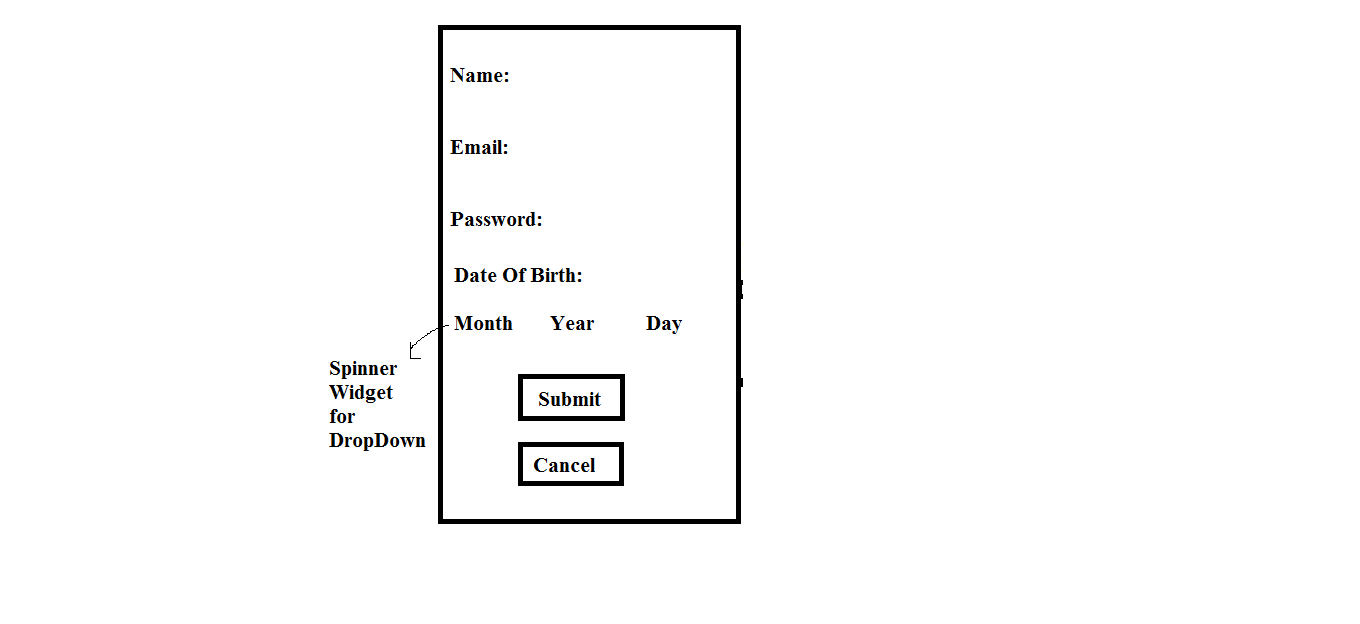 Name:
Email:
Password:
Date Of Birth:
Month Year Day
Spinner
Widget
for
DropDown
Submit
Cancel